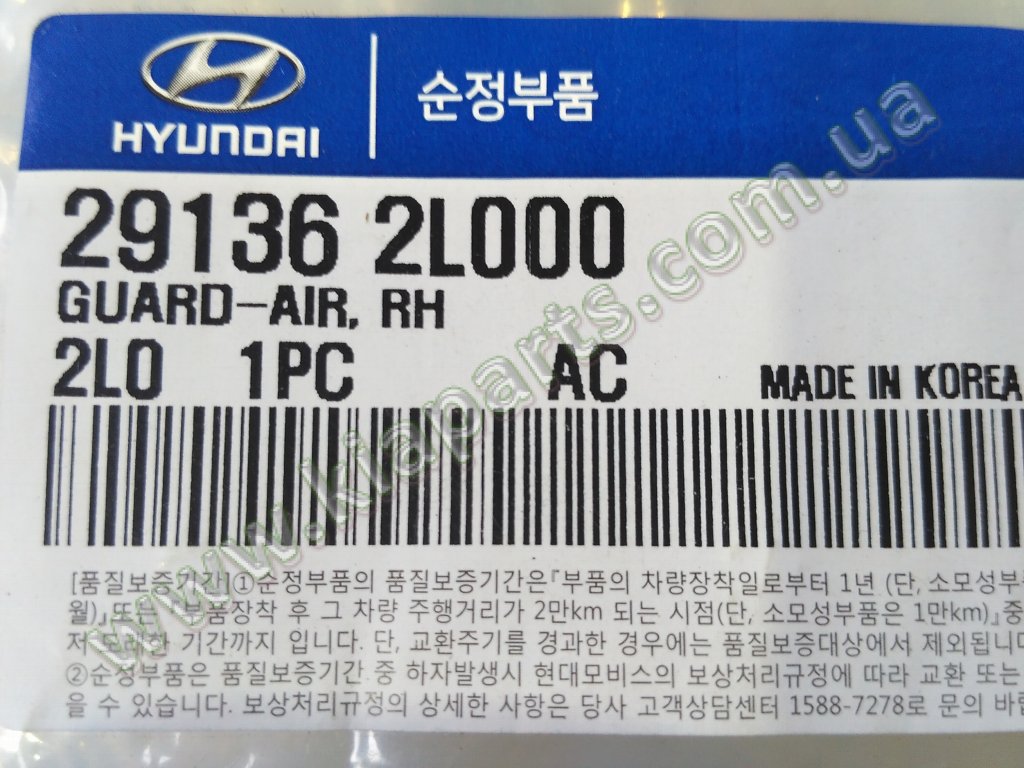 HYUNDAI
순정부품
29136 2L000
GUARD-AIR, RH
2L0 1PC AC MADE IN KOREA
www.kiaparts.com.ua
[품질보증기간]①순정부품의 품질보증기간은『부품의 차량장착일로부터 1년 (단, 소모성부품
월)』또는『부품장착 후 그 차량 주행거리가 2만km 되는 시점(단, 소모성부품은 1만km)』중
저 도래한 기간까지 입니다. 단, 교환주기를 경과한 경우에는 품질보증대상에서 제외됩니다
②순정부품은 품질보증기간 중 하자발생시 현대모비스의 보상처리규정에 따라 교환 또는
을 수 있습니다. 보상처리규정의 상세한 사항은 당사 고객상담센터 1588-7278로 문의 바랍